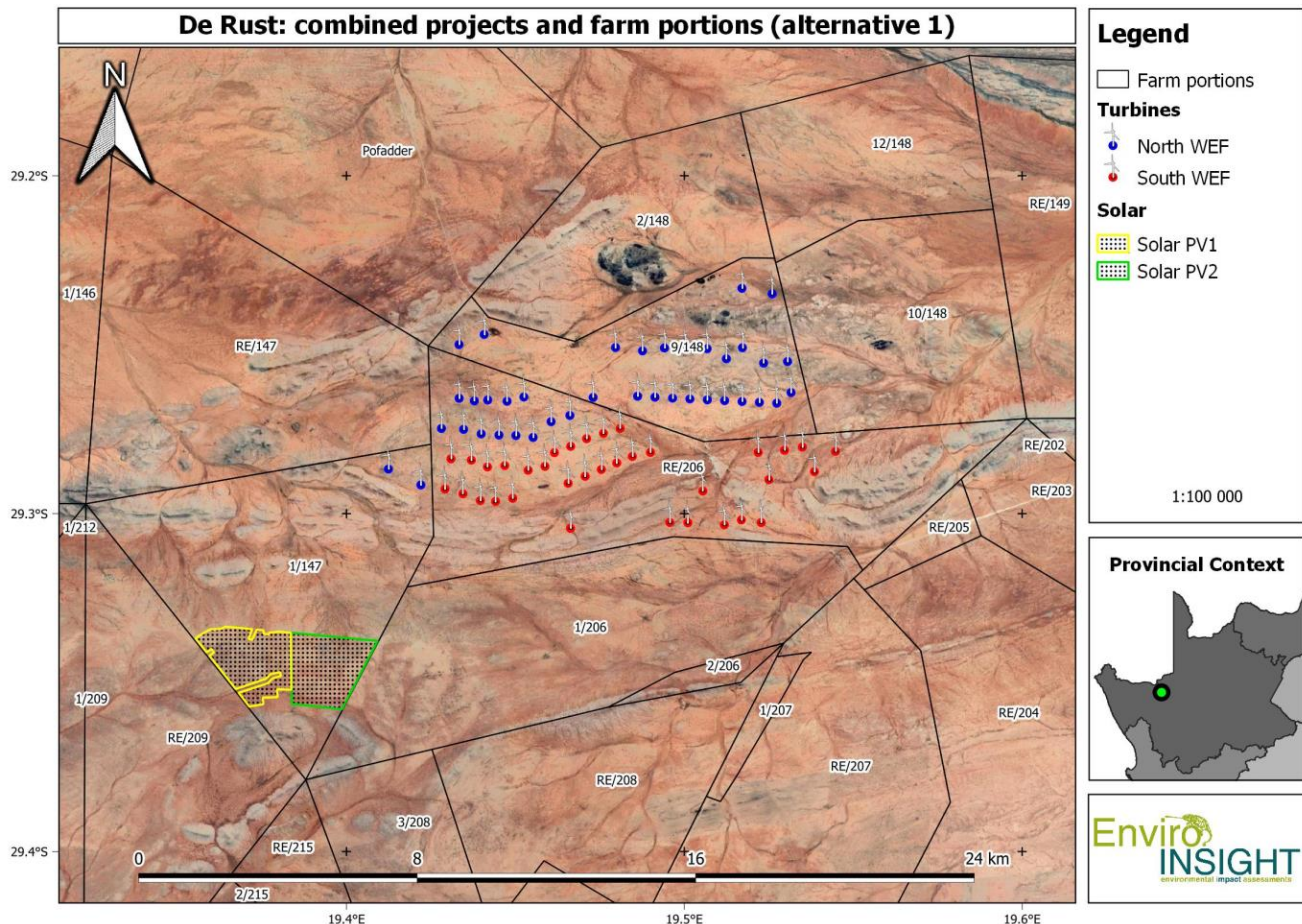 De Rust: combined projects and farm portions (alternative 1)
N
Pofadder
12/148
29.2°S
RE/149
2/148
1/146
10/148
RE/147
9/148
RE/202
RE/206
RE/203
29.3°S
1/212
RE/205
1/147
1/206
2/206
1/209
1/207
RE/204
RE/209
RE/208
RE/207
3/208
RE/215
29.4°S
0
8
16
24 km
2/215
19.4°E
19.5°E
19.6°E
Legend
Farm portions
Turbines
North WEF
South WEF
Solar
Solar PV1
Solar PV2
1:100 000
Provincial Context
Enviro
INSIGHT
environmental impact assessments